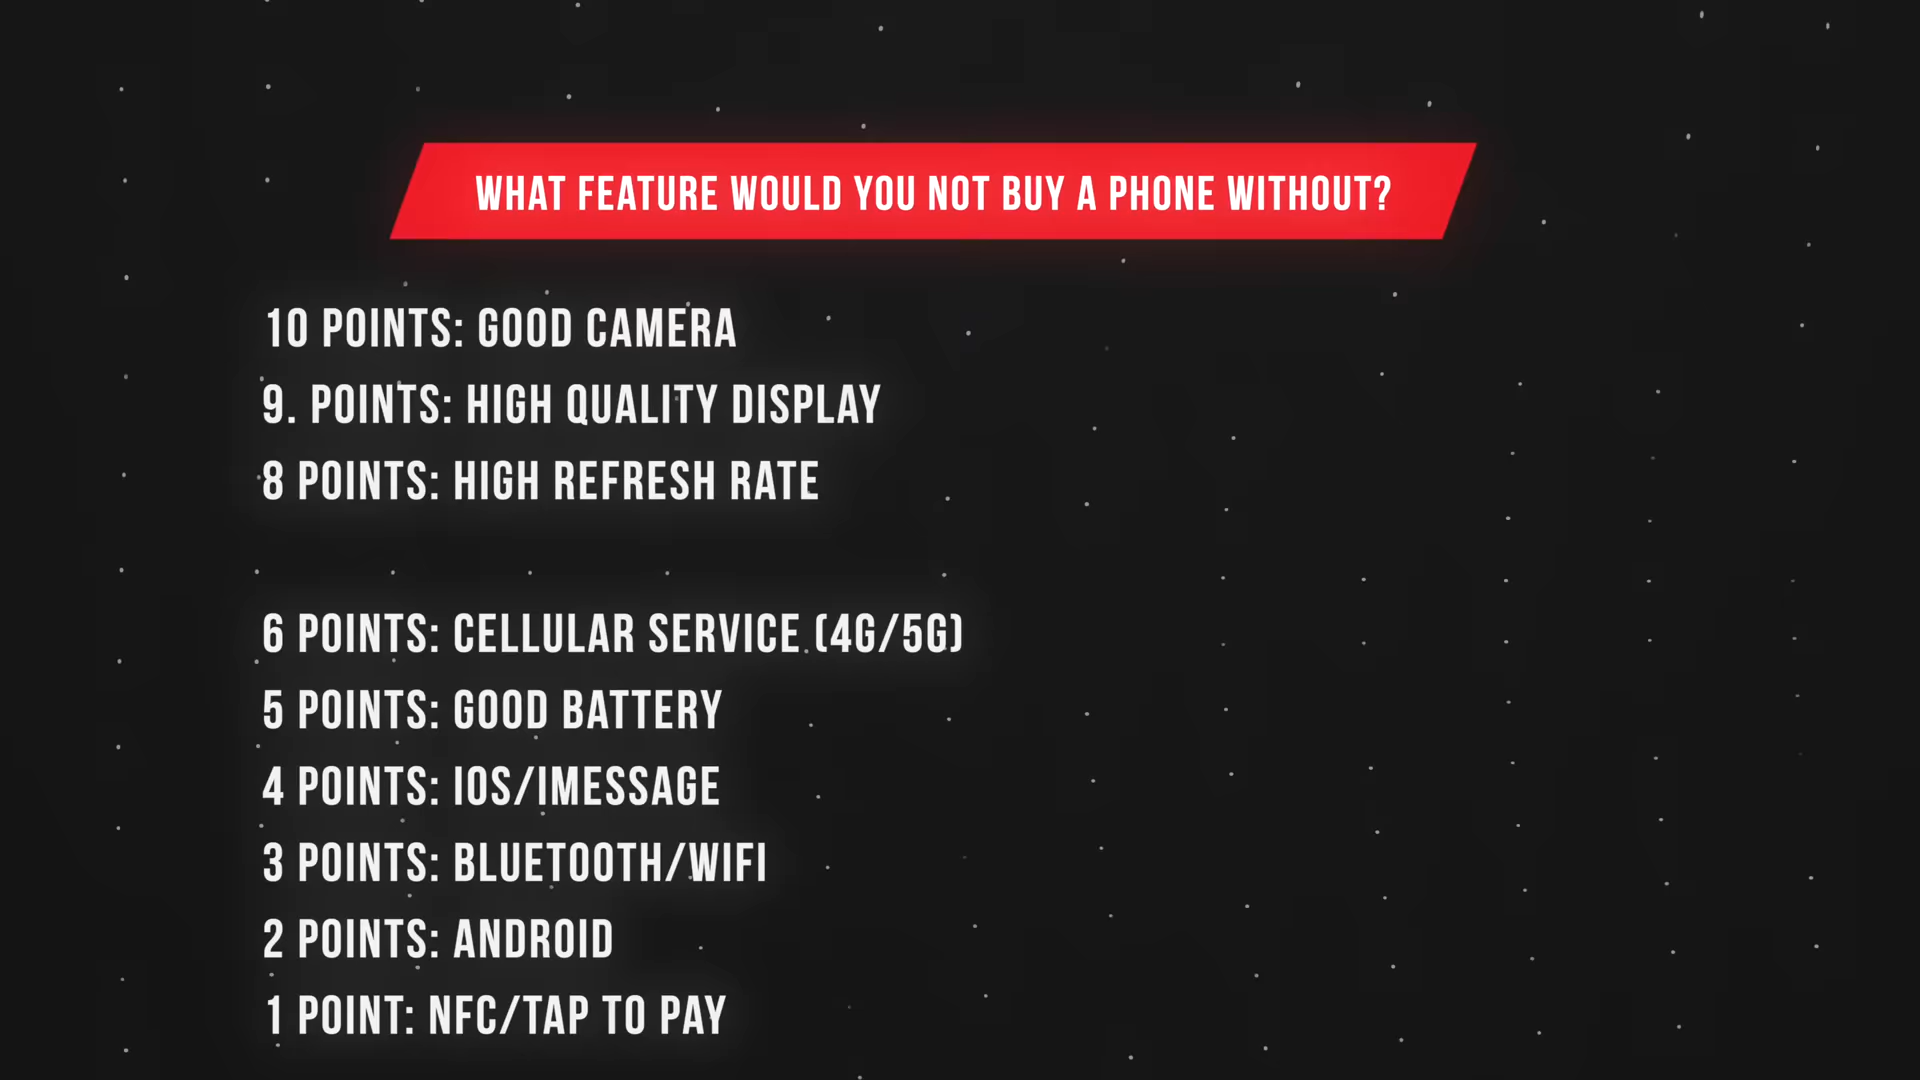 WHAT FEATURE WOULD YOU NOT BUY A PHONE WITHOUT?
10 POINTS: GOOD CAMERA
9. POINTS: HIGH QUALITY DISPLAY
8 POINTS: HIGH REFRESH RATE
6 POINTS: CELLULAR SERVICE (4G/5G)
5 POINTS: GOOD BATTERY
4 POINTS: IOS/IMESSAGE
3 POINTS: BLUETOOTH/WIFI
2 POINTS: ANDROID
1 POINT: NFC/TAP TO PAY